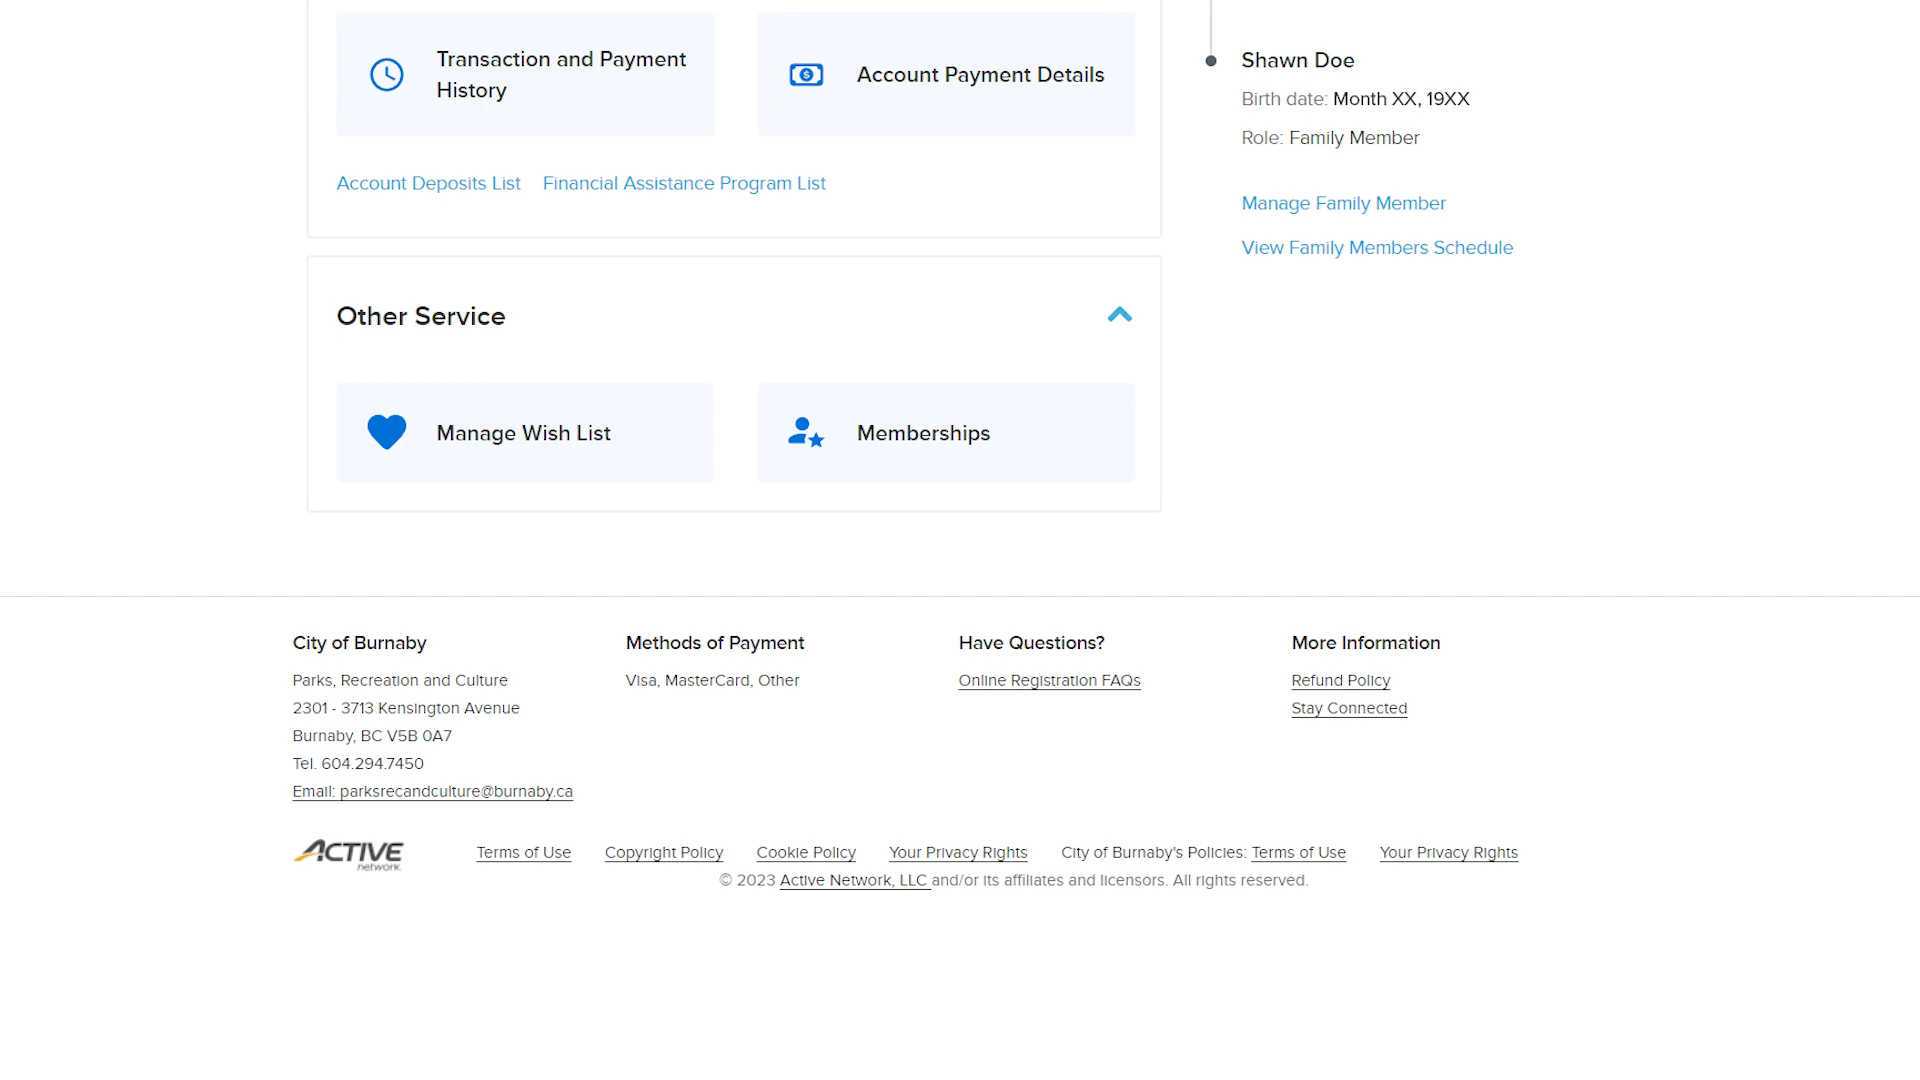 Transaction and Payment
History
Account Payment Details
Account Deposits List
Financial Assistance Program List
Shawn Doe
Birth date: Month XX, 19XX
Role: Family Member
Manage Family Member
View Family Members Schedule
Other Service
Manage Wish List
Memberships
City of Burnaby
Parks, Recreation and Culture
2301 - 3713 Kensington Avenue
Burnaby, BC V5B 0A7
Tel. 604.294.7450
Email: parksrecandculture@burnaby.ca
Methods of Payment
Visa, MasterCard, Other
Have Questions?
Online Registration FAQs
More Information
Refund Policy
Stay Connected
ACTIVE
network.
Terms of Use
Copyright Policy
Cookie Policy
Your Privacy Rights
City of Burnaby's Policies: Terms of Use
Your Privacy Rights
© 2023 Active Network, LLC and/or its affiliates and licensors. All rights reserved.